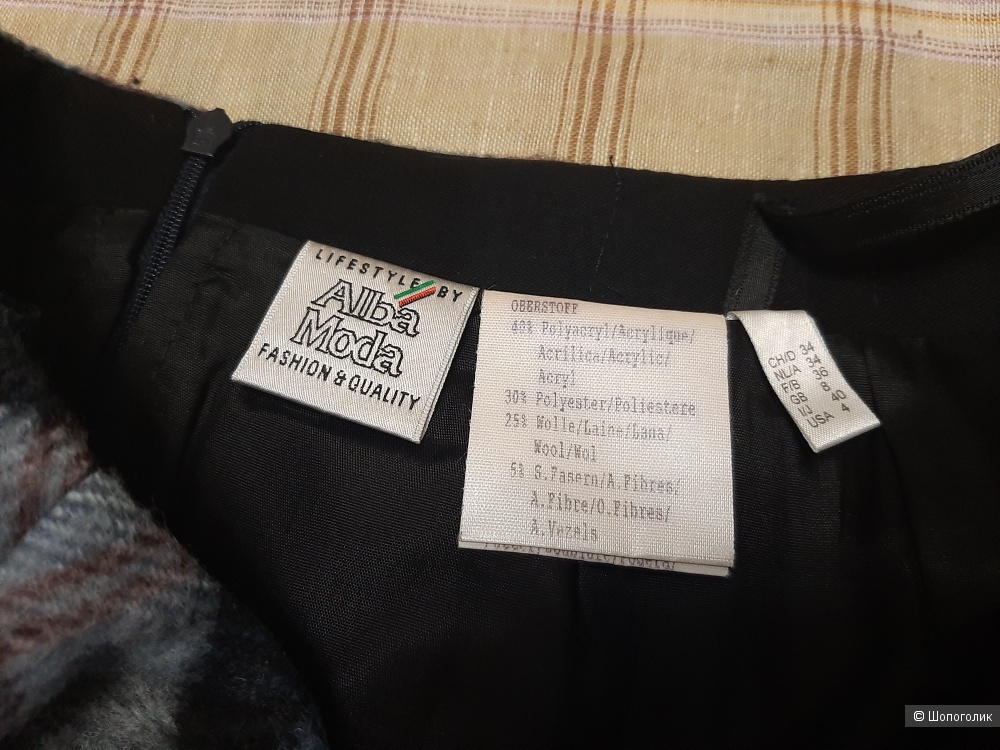 LIFESTYLE BY
Alba
Moda
FASHION & QUALITY
OBERSTOFF
40% Polyacryl/Acrylique/
Acrilica/Acrylic/
Acryl
30% Polyester/Poliestere
25% Wolle/Laine/Lana/
Wool/Wol
5% S.Fasern/A.Fibres/
A.Fibre/O.Fibres/
A.Vezels
CH/D 34
NL/A 34
F/B 36
GB 8
I/J 40
USA 4
© Шопоголик